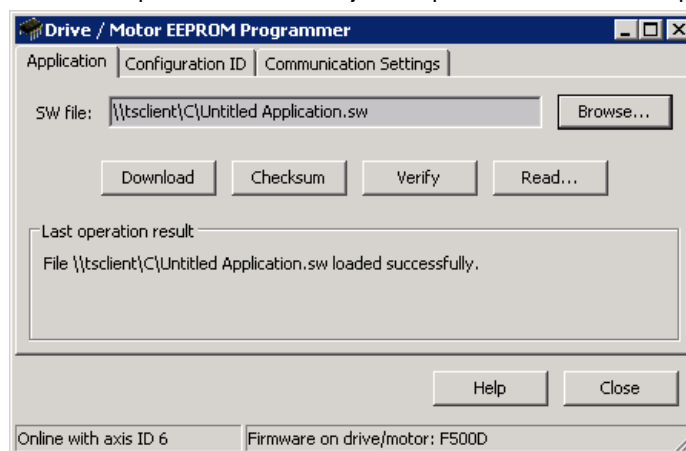 Drive / Motor EEPROM Programmer
Application Configuration ID Communication Settings
SW file: \\tsclient\C\Untitled Application.sw Browse...
Download Checksum Verify Read...
Last operation result
File \\tsclient\C\Untitled Application.sw loaded successfully.
Help Close
Online with axis ID 6 Firmware on drive/motor: F500D